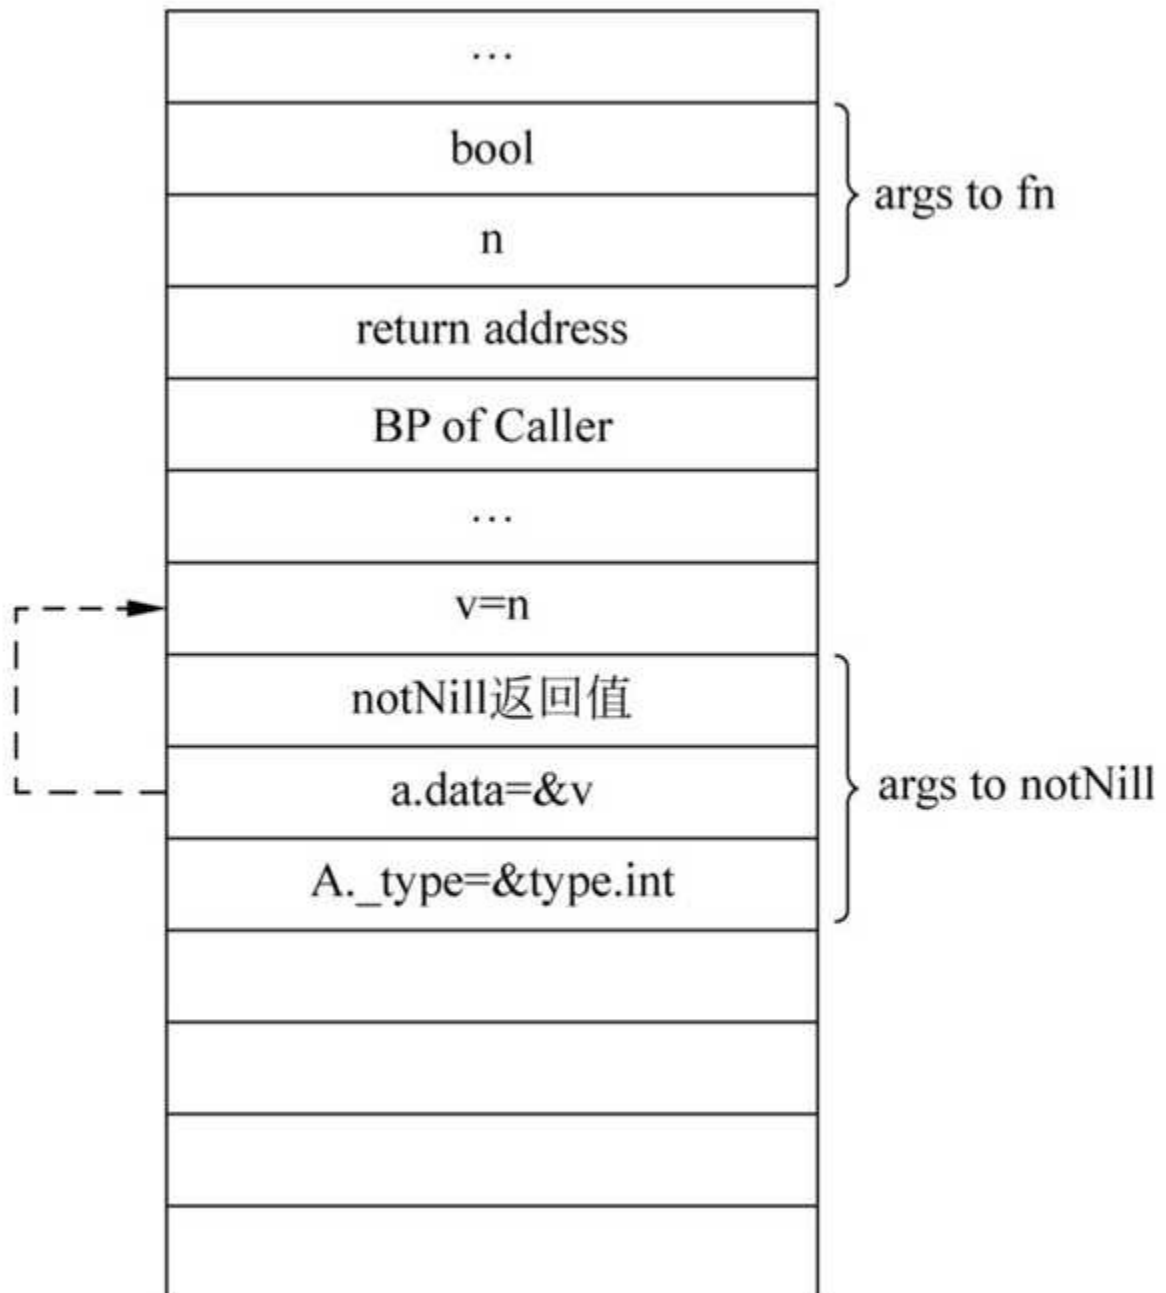 …
bool
n
args to fn
return address
BP of Caller
…
v=n
notNill返回值
a.data=&v
args to notNill
A._type=&type.int